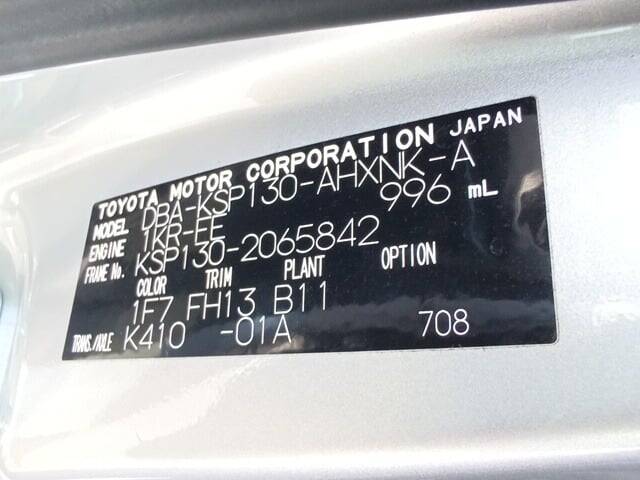 TOYOTA MOTOR CORPORATION JAPAN
MODEL DBA-KSP130-AHXNK-A
ENGINE 1KR-FE 996 mL
FRAME No. KSP130-2065842
COLOR TRIM PLANT OPTION
1F7 FH13 B11
TRANS./AXLE K410 -01A 708